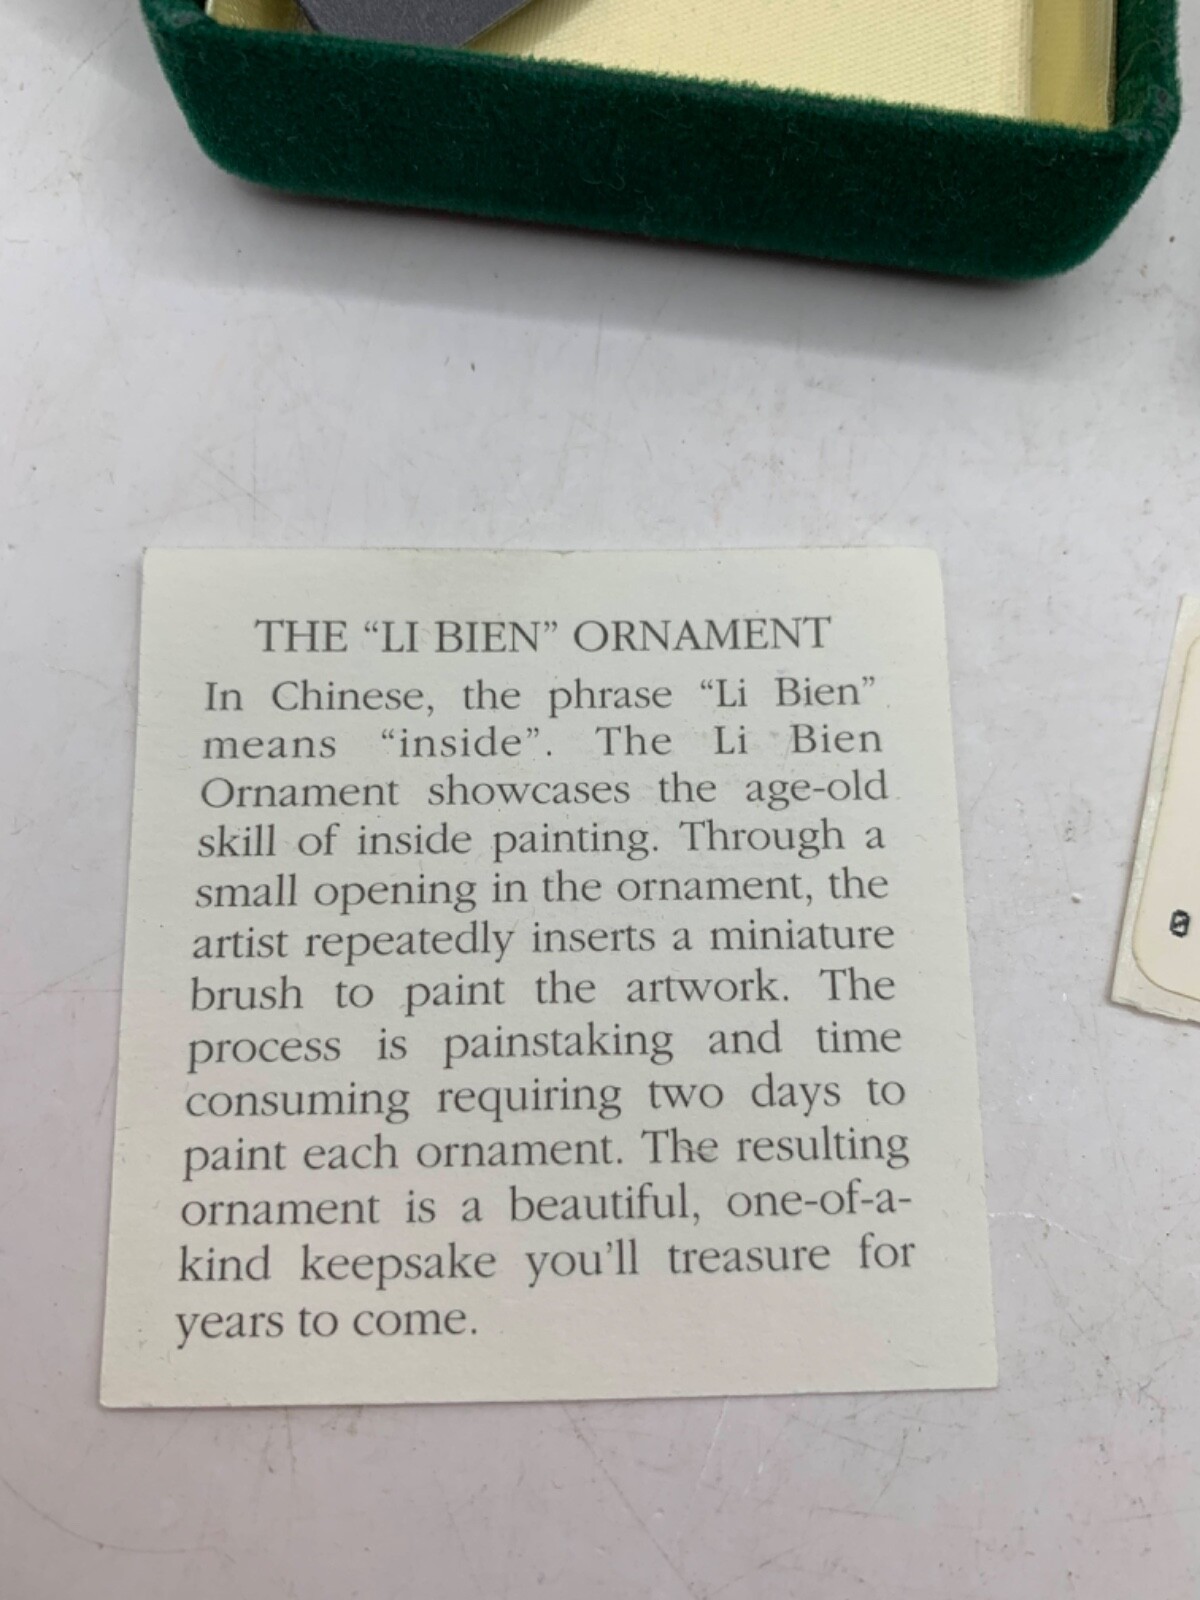 THE “LI BIEN” ORNAMENT
In Chinese, the phrase “Li Bien”
means “inside”. The Li Bien
Ornament showcases the age-old
skill of inside painting. Through a
small opening in the ornament, the
artist repeatedly inserts a miniature
brush to paint the artwork. The
process is painstaking and time
consuming requiring two days to
paint each ornament. The resulting
ornament is a beautiful, one-of-a-
kind keepsake you’ll treasure for
years to come.